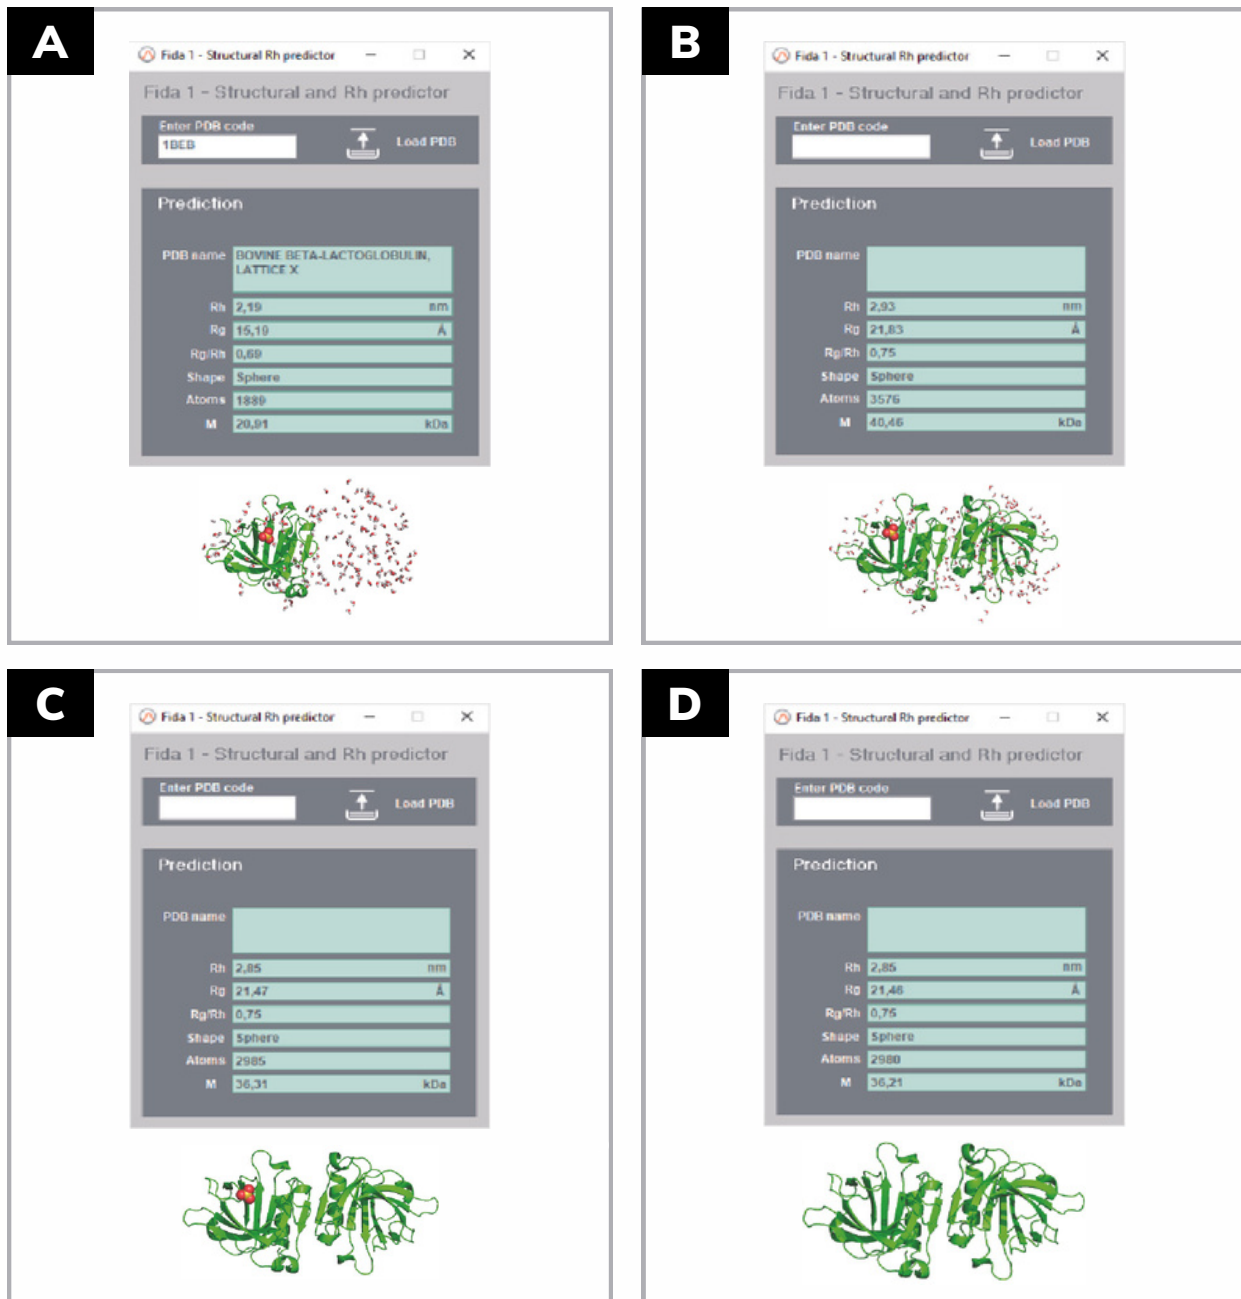 A
Fida 1 - Structural Rh predictor
Fida 1 - Structural and Rh predictor
Enter PDB code
1BEB
Load PDB
Prediction
PDB name BOVINE BETA-LACTOGLOBULIN,
LATTICE X
Rh 2,19 nm
Rg 15,19 Å
Rg/Rh 0,69
Shape Sphere
Atoms 1889
M 20,91 kDa
B
Fida 1 - Structural Rh predictor
Fida 1 - Structural and Rh predictor
Enter PDB code
Load PDB
Prediction
PDB name
Rh 2,93 nm
Rg 21,83 Å
Rg/Rh 0,75
Shape Sphere
Atoms 3576
M 40,46 kDa
C
Fida 1 - Structural Rh predictor
Fida 1 - Structural and Rh predictor
Enter PDB code
Load PDB
Prediction
PDB name
Rh 2,85 nm
Rg 21,47 Å
Rg/Rh 0,75
Shape Sphere
Atoms 2985
M 36,31 kDa
D
Fida 1 - Structural Rh predictor
Fida 1 - Structural and Rh predictor
Enter PDB code
Load PDB
Prediction
PDB name
Rh 2,85 nm
Rg 21,46 Å
Rg/Rh 0,75
Shape Sphere
Atoms 2980
M 36,21 kDa